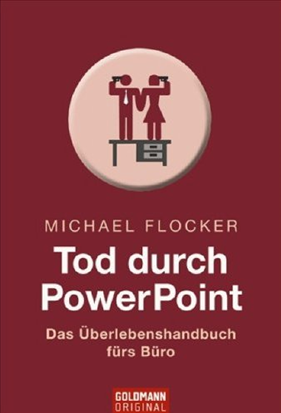 MICHAEL FLOCKER
Tod durch
PowerPoint
Das Überlebenshandbuch
fürs Büro
GOLDMANN
ORIGINAL